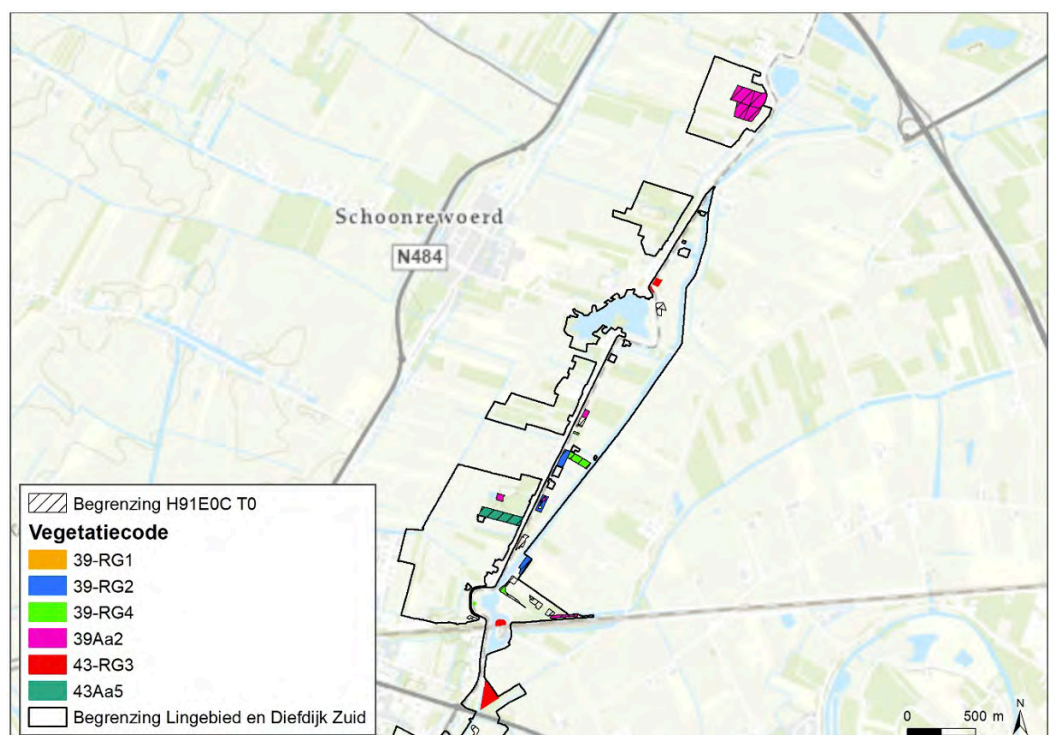 Schoonrewoerd
N484
Begrenzing H91E0C T0
Vegetatiecode
39-RG1
39-RG2
39-RG4
39Aa2
43-RG3
43Aa5
Begrenzing Lingebied en Diefdijk Zuid
N
0 500 m